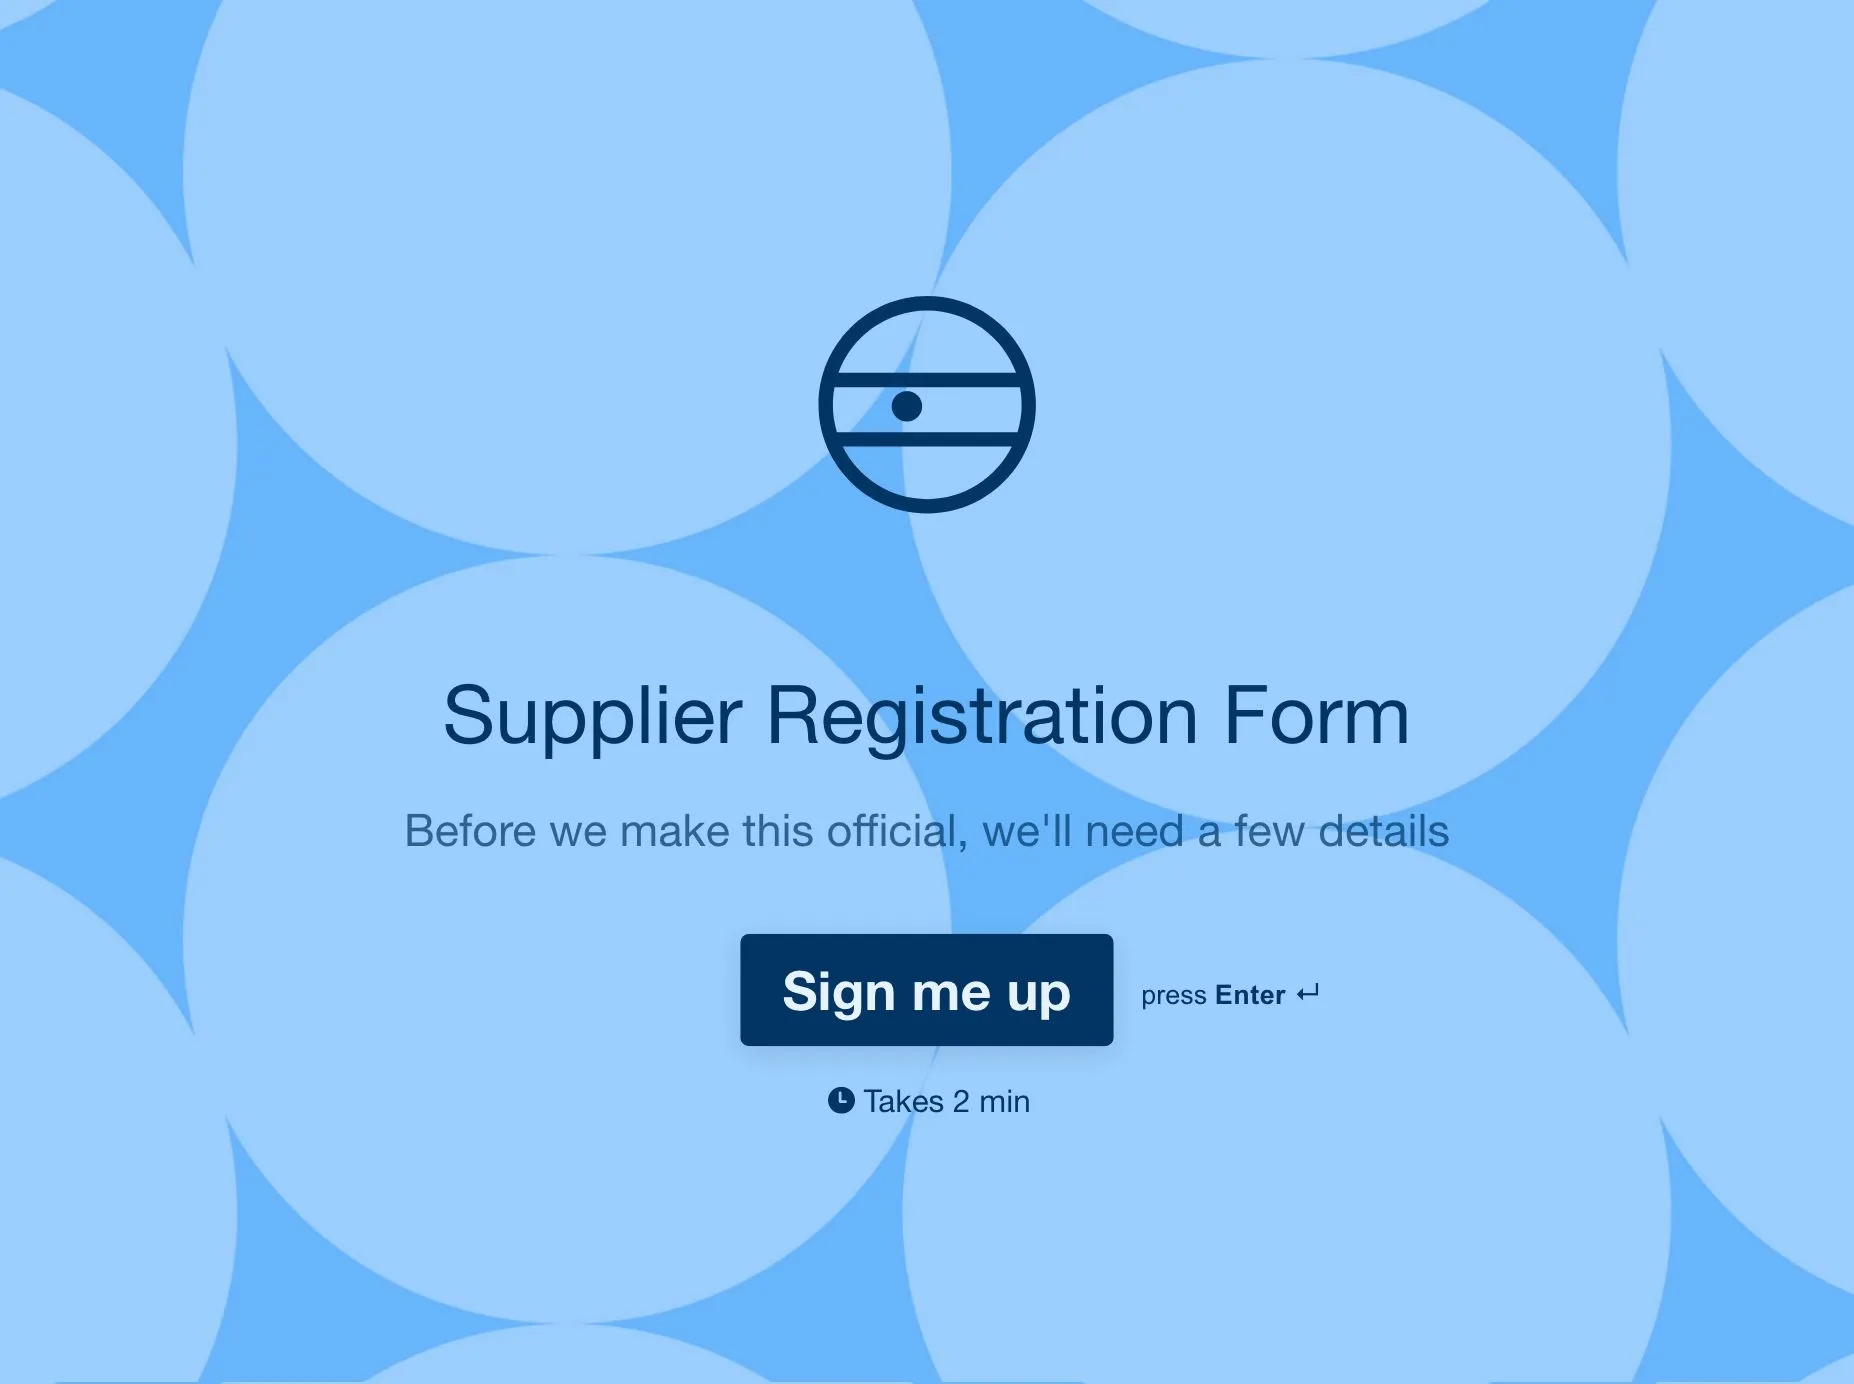 Supplier Registration Form
Before we make this official, we'll need a few details
Sign me up
press Enter ↵
Takes 2 min